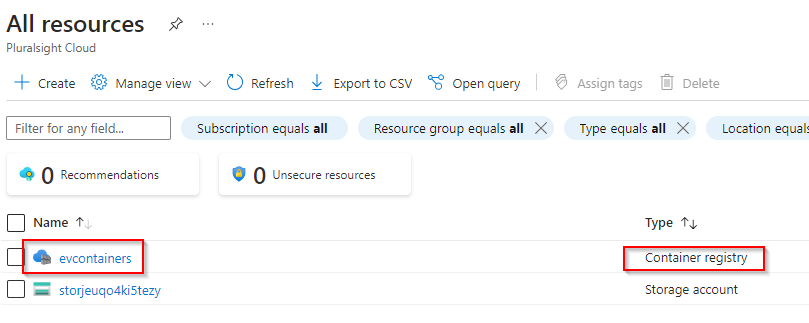 All resources
Pluralsight Cloud
Create Manage view Refresh Export to CSV Open query Assign tags Delete
Filter for any field... Subscription equals all Resource group equals all Type equals all Location equals
0 Recommendations 0 Unsecure resources
Name Type
evcontainers Container registry
storjeuqo4ki5tezy Storage account